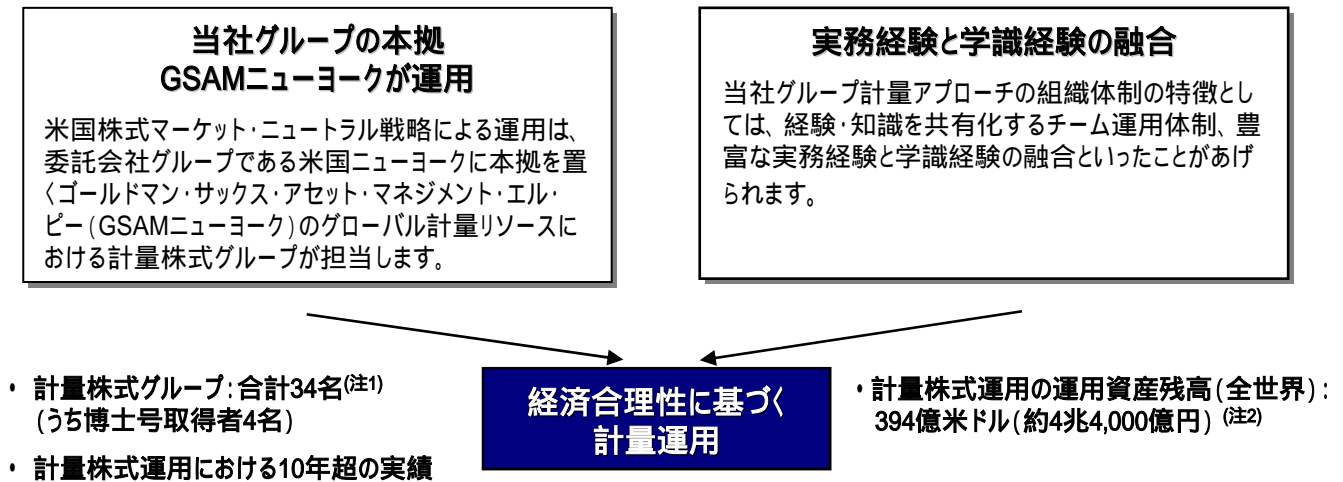 当社グループの本拠
GSAMニューヨークが運用
米国株式マーケット・ニュートラル戦略による運用は、
委託会社グループである米国ニューヨークに本拠を置
くゴールドマン・サックス・アセット・マネジメント・エル・
ピー(GSAMニューヨーク)のグローバル計量リソースに
おける計量株式グループが担当します。
実務経験と学識経験の融合
当社グループ計量アプローチの組織体制の特徴とし
ては、経験・知識を共有化するチーム運用体制、豊
富な実務経験と学識経験の融合といったことがあげ
られます。
・ 計量株式グループ:合計34名(注1)
(うち博士号取得者4名)
・ 計量株式運用における10年超の実績
経済合理性に基づく
計量運用
・計量株式運用の運用資産残高(全世界):
394億米ドル(約4兆4,000億円) (注2)